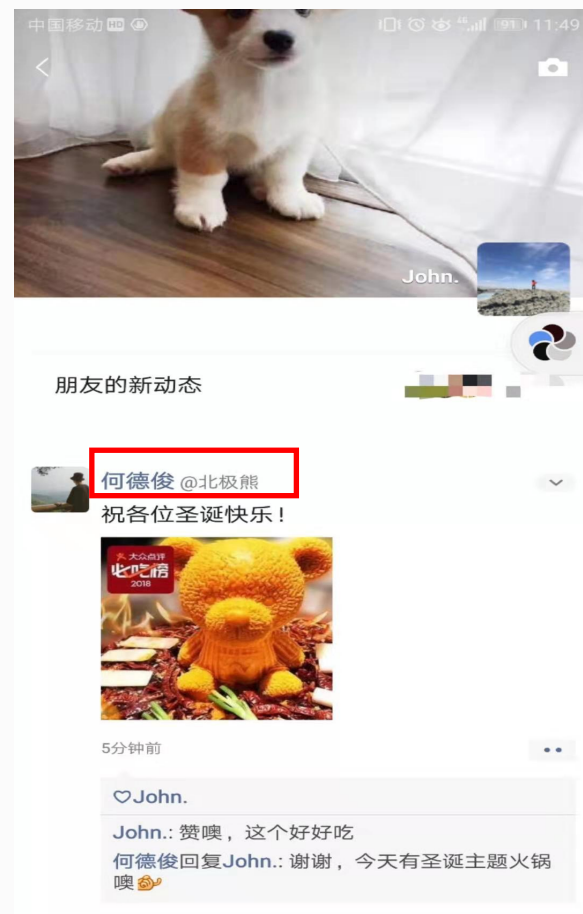 中国移动 HD 4G 91 11:49
John.
朋友的新动态
何德俊 @北极熊
祝各位圣诞快乐！
大众点评
必吃榜
2018
5分钟前
John.
John.: 赞噢，这个好好吃
何德俊回复John.: 谢谢，今天有圣诞主题火锅
噢